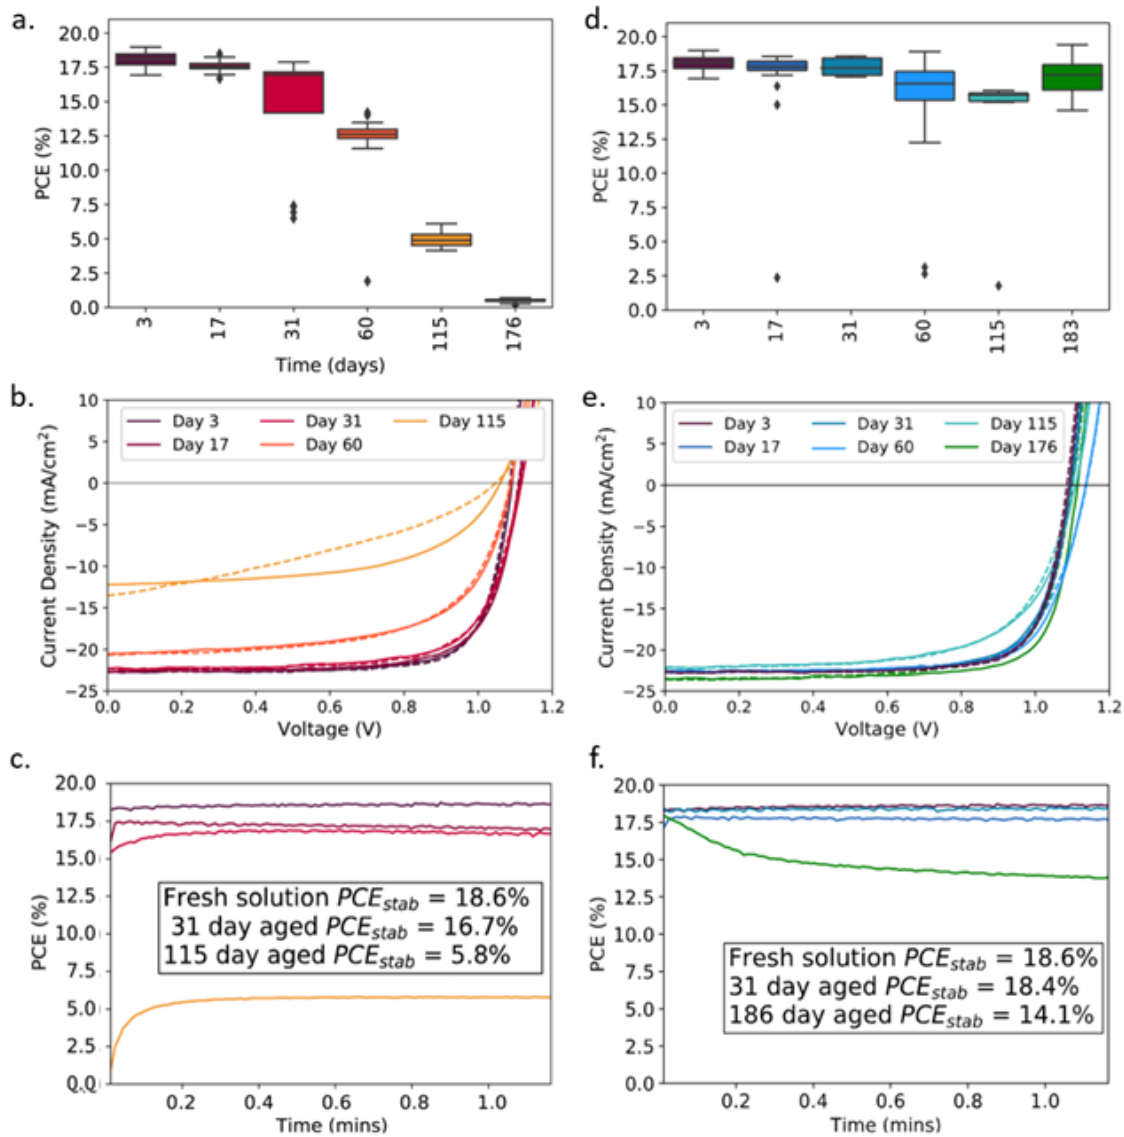 a.
20.0
17.5
15.0
12.5
10.0
7.5
5.0
2.5
0.0
PCE (%)
3
17
31
60
115
176
Time (days)
d.
20.0
17.5
15.0
12.5
10.0
7.5
5.0
2.5
0.0
PCE (%)
3
17
31
60
115
183
b.
10
5
0
−5
−10
−15
−20
−25
Current Density (mA/cm²)
Day 3
Day 31
Day 115
Day 17
Day 60
0.0
0.2
0.4
0.6
0.8
1.0
1.2
Voltage (V)
e.
10
5
0
−5
−10
−15
−20
−25
Current Density (mA/cm²)
Day 3
Day 31
Day 115
Day 17
Day 60
Day 176
0.0
0.2
0.4
0.6
0.8
1.0
1.2
Voltage (V)
c.
20.0
17.5
15.0
12.5
10.0
7.5
5.0
2.5
0.0
PCE (%)
Fresh solution PCE_stab = 18.6%
31 day aged PCE_stab = 16.7%
115 day aged PCE_stab = 5.8%
0.2
0.4
0.6
0.8
1.0
Time (mins)
f.
20.0
17.5
15.0
12.5
10.0
7.5
5.0
2.5
0.0
PCE (%)
Fresh solution PCE_stab = 18.6%
31 day aged PCE_stab = 18.4%
186 day aged PCE_stab = 14.1%
0.2
0.4
0.6
0.8
1.0
Time (mins)